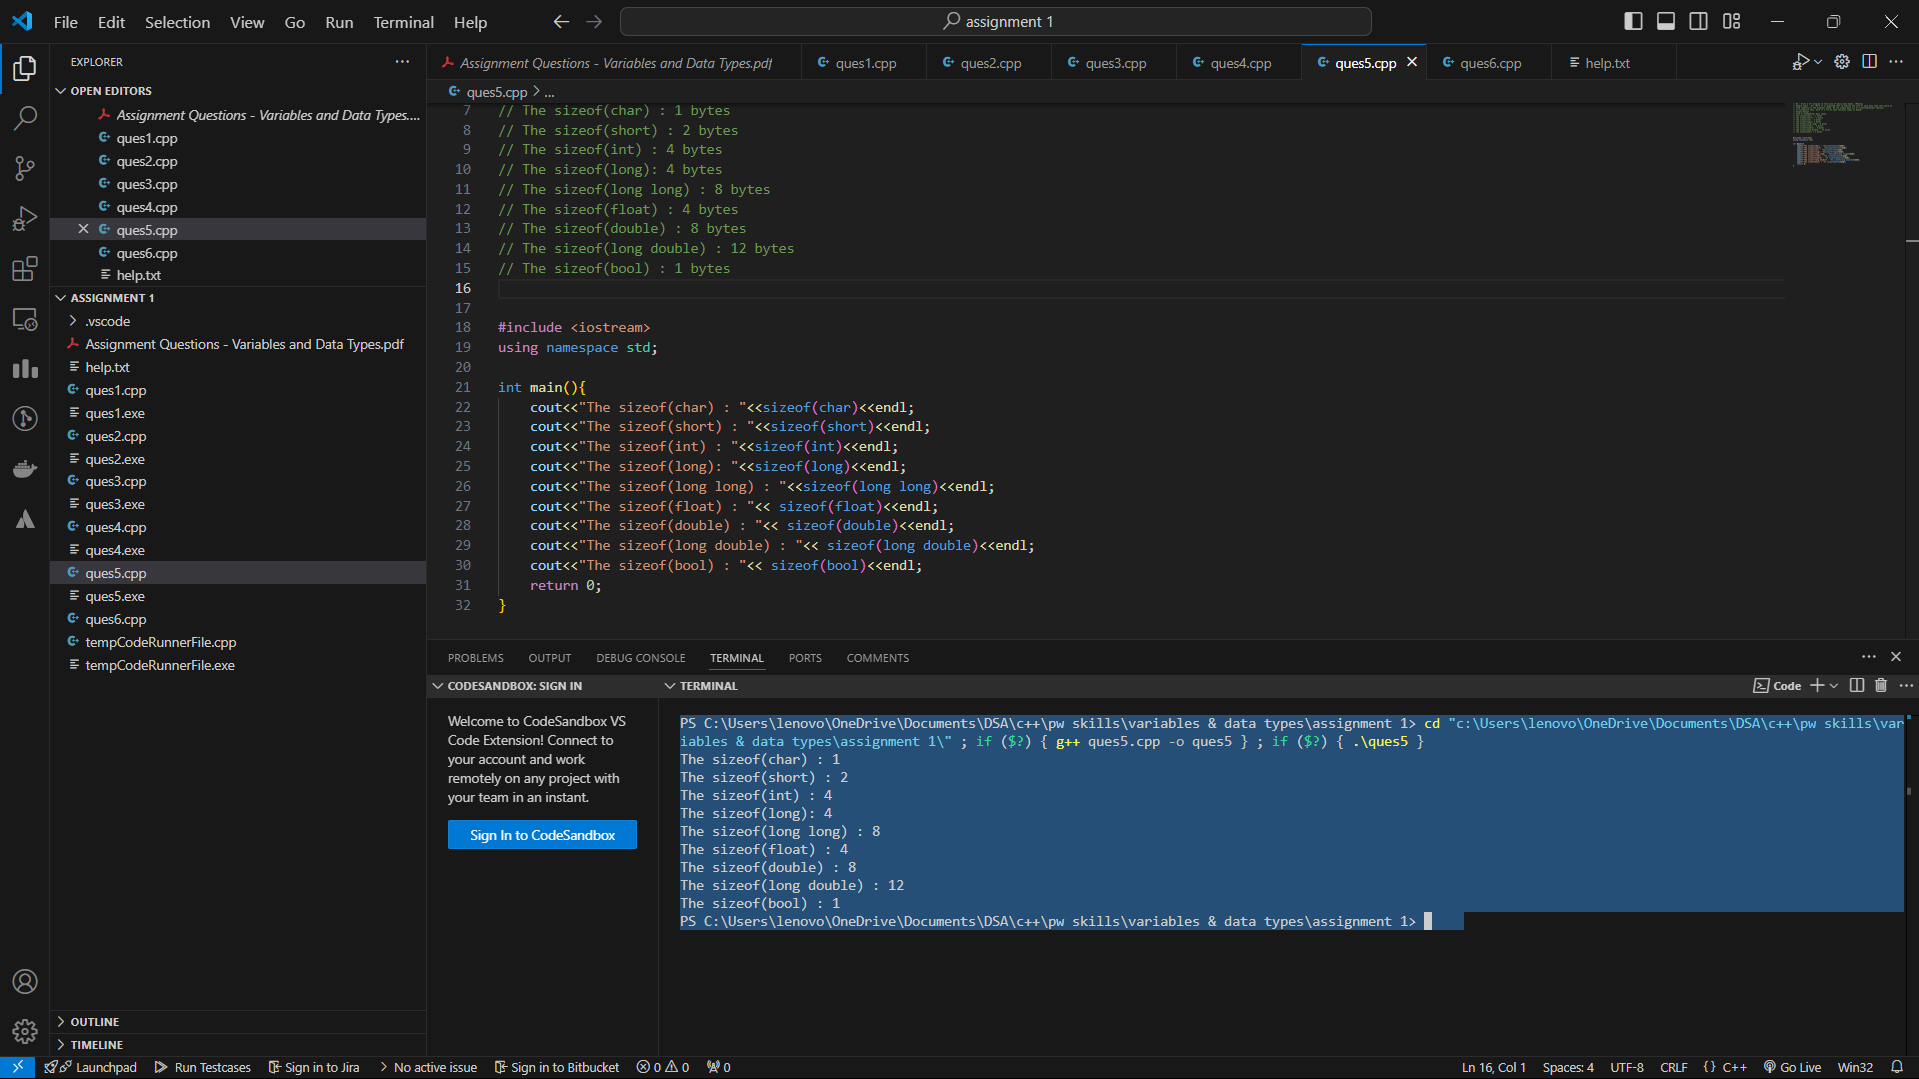 File Edit Selection View Go Run Terminal Help
assignment 1
EXPLORER
OPEN EDITORS
Assignment Questions - Variables and Data Types....
ques1.cpp
ques2.cpp
ques3.cpp
ques4.cpp
ques5.cpp
ques6.cpp
help.txt
ASSIGNMENT 1
.vscode
Assignment Questions - Variables and Data Types.pdf
help.txt
ques1.cpp
ques1.exe
ques2.cpp
ques2.exe
ques3.cpp
ques3.exe
ques4.cpp
ques4.exe
ques5.cpp
ques5.exe
ques6.cpp
tempCodeRunnerFile.cpp
tempCodeRunnerFile.exe
OUTLINE
TIMELINE
Assignment Questions - Variables and Data Types.pdf ques1.cpp ques2.cpp ques3.cpp ques4.cpp ques5.cpp ques6.cpp help.txt
ques5.cpp > ...
7 // The sizeof(char) : 1 bytes
8 // The sizeof(short) : 2 bytes
9 // The sizeof(int) : 4 bytes
10 // The sizeof(long): 4 bytes
11 // The sizeof(long long) : 8 bytes
12 // The sizeof(float) : 4 bytes
13 // The sizeof(double) : 8 bytes
14 // The sizeof(long double) : 12 bytes
15 // The sizeof(bool) : 1 bytes
16
17
18 #include <iostream>
19 using namespace std;
20
21 int main(){
22 cout<<"The sizeof(char) : "<<sizeof(char)<<endl;
23 cout<<"The sizeof(short) : "<<sizeof(short)<<endl;
24 cout<<"The sizeof(int) : "<<sizeof(int)<<endl;
25 cout<<"The sizeof(long): "<<sizeof(long)<<endl;
26 cout<<"The sizeof(long long) : "<<sizeof(long long)<<endl;
27 cout<<"The sizeof(float) : "<< sizeof(float)<<endl;
28 cout<<"The sizeof(double) : "<< sizeof(double)<<endl;
29 cout<<"The sizeof(long double) : "<< sizeof(long double)<<endl;
30 cout<<"The sizeof(bool) : "<< sizeof(bool)<<endl;
31 return 0;
32 }
PROBLEMS OUTPUT DEBUG CONSOLE TERMINAL PORTS COMMENTS
CODESANDBOX: SIGN IN
Welcome to CodeSandbox VS
Code Extension! Connect to
your account and work
remotely on any project with
your team in an instant.
Sign In to CodeSandbox
TERMINAL
Code
PS C:\Users\lenovo\OneDrive\Documents\DSA\c++\pw skills\variables & data types\assignment 1> cd "c:\Users\lenovo\OneDrive\Documents\DSA\c++\pw skills\var
iables & data types\assignment 1\" ; if ($?) { g++ ques5.cpp -o ques5 } ; if ($?) { .\ques5 }
The sizeof(char) : 1
The sizeof(short) : 2
The sizeof(int) : 4
The sizeof(long): 4
The sizeof(long long) : 8
The sizeof(float) : 4
The sizeof(double) : 8
The sizeof(long double) : 12
The sizeof(bool) : 1
PS C:\Users\lenovo\OneDrive\Documents\DSA\c++\pw skills\variables & data types\assignment 1>
Launchpad Run Testcases Sign in to Jira > No active issue Sign in to Bitbucket 0 0 0 Ln 16, Col 1 Spaces: 4 UTF-8 CRLF {} C++ Go Live Win32